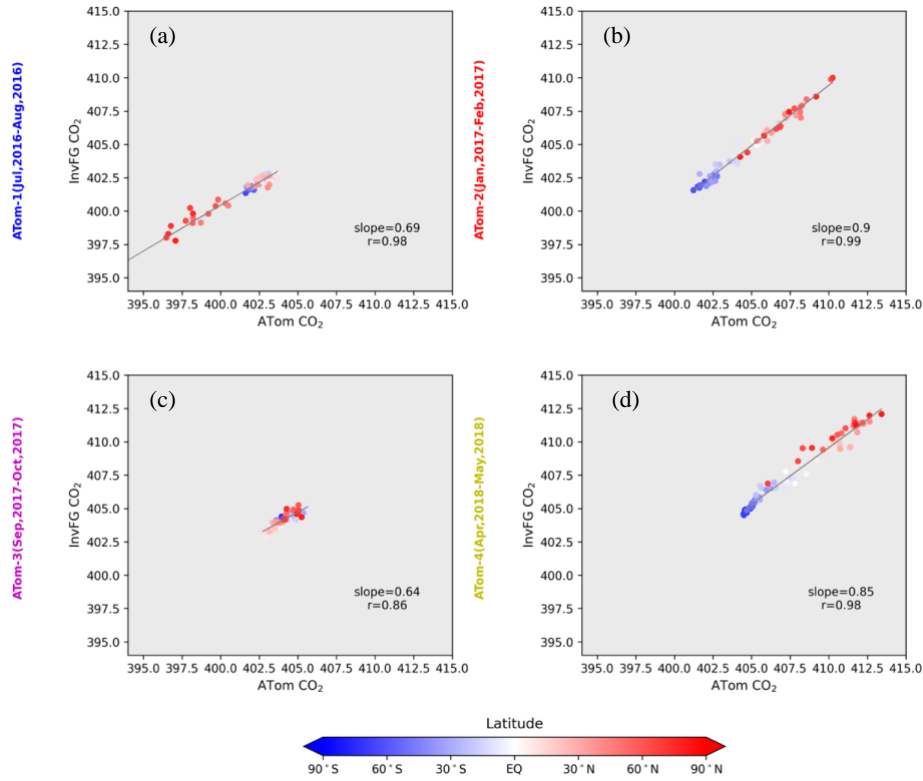 (a)
415.0
412.5
410.0
407.5
405.0
402.5
400.0
397.5
395.0
InvFG CO₂
ATom-1(Jul,2016-Aug,2016)
slope=0.69
r=0.98
395.0 397.5 400.0 402.5 405.0 407.5 410.0 412.5 415.0
ATom CO₂
(b)
415.0
412.5
410.0
407.5
405.0
402.5
400.0
397.5
395.0
InvFG CO₂
ATom-2(Jan,2017-Feb,2017)
slope=0.9
r=0.99
395.0 397.5 400.0 402.5 405.0 407.5 410.0 412.5 415.0
ATom CO₂
(c)
415.0
412.5
410.0
407.5
405.0
402.5
400.0
397.5
395.0
InvFG CO₂
ATom-3(Sep,2017-Oct,2017)
slope=0.64
r=0.86
395.0 397.5 400.0 402.5 405.0 407.5 410.0 412.5 415.0
ATom CO₂
(d)
415.0
412.5
410.0
407.5
405.0
402.5
400.0
397.5
395.0
InvFG CO₂
ATom-4(Apr,2018-May,2018)
slope=0.85
r=0.98
395.0 397.5 400.0 402.5 405.0 407.5 410.0 412.5 415.0
ATom CO₂
Latitude
90°S 60°S 30°S EQ 30°N 60°N 90°N